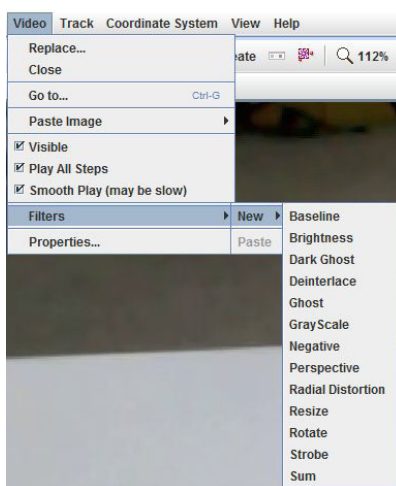 Video Track Coordinate System View Help
Replace...
Close
eate 112%
Go to... Ctrl-G
Paste Image
Visible
Play All Steps
Smooth Play (may be slow)
Filters New Baseline
Properties... Paste Brightness
Dark Ghost
Deinterlace
Ghost
GrayScale
Negative
Perspective
Radial Distortion
Resize
Rotate
Strobe
Sum